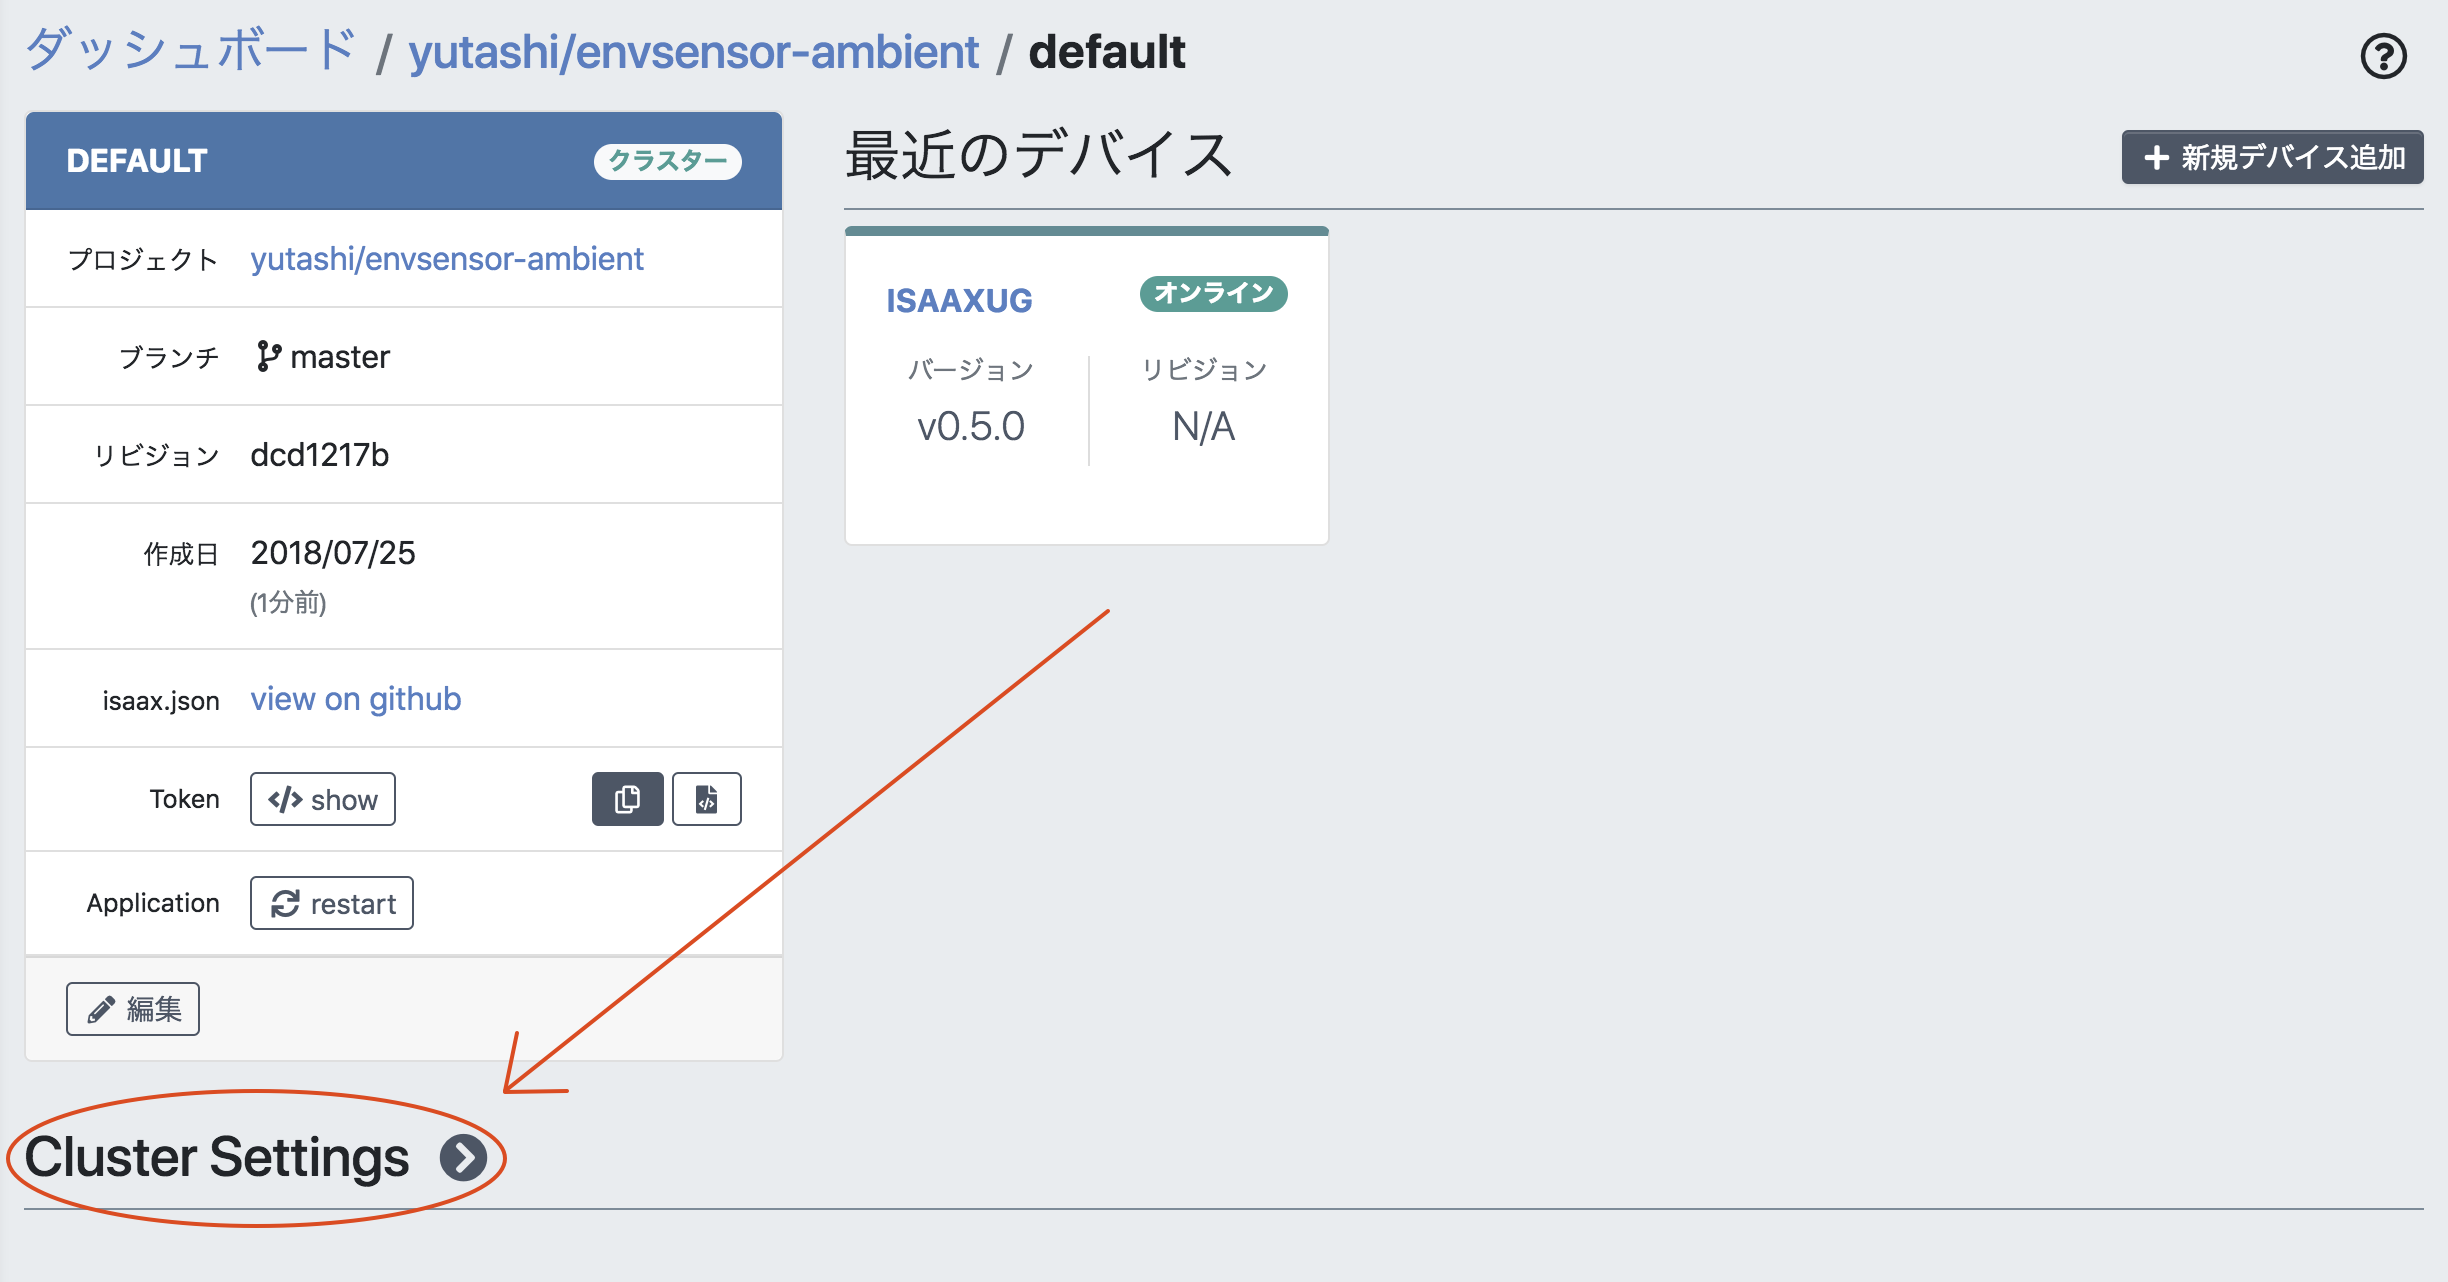 ダッシュボード / yutashi/envsensor-ambient / default
DEFAULT クラスター
プロジェクト yutashi/envsensor-ambient
ブランチ master
リビジョン dcd1217b
作成日 2018/07/25
(1分前)
isaax.json view on github
Token </> show
Application restart
編集
最近のデバイス
+ 新規デバイス追加
ISAAXUG オンライン
バージョン リビジョン
v0.5.0 N/A
Cluster Settings